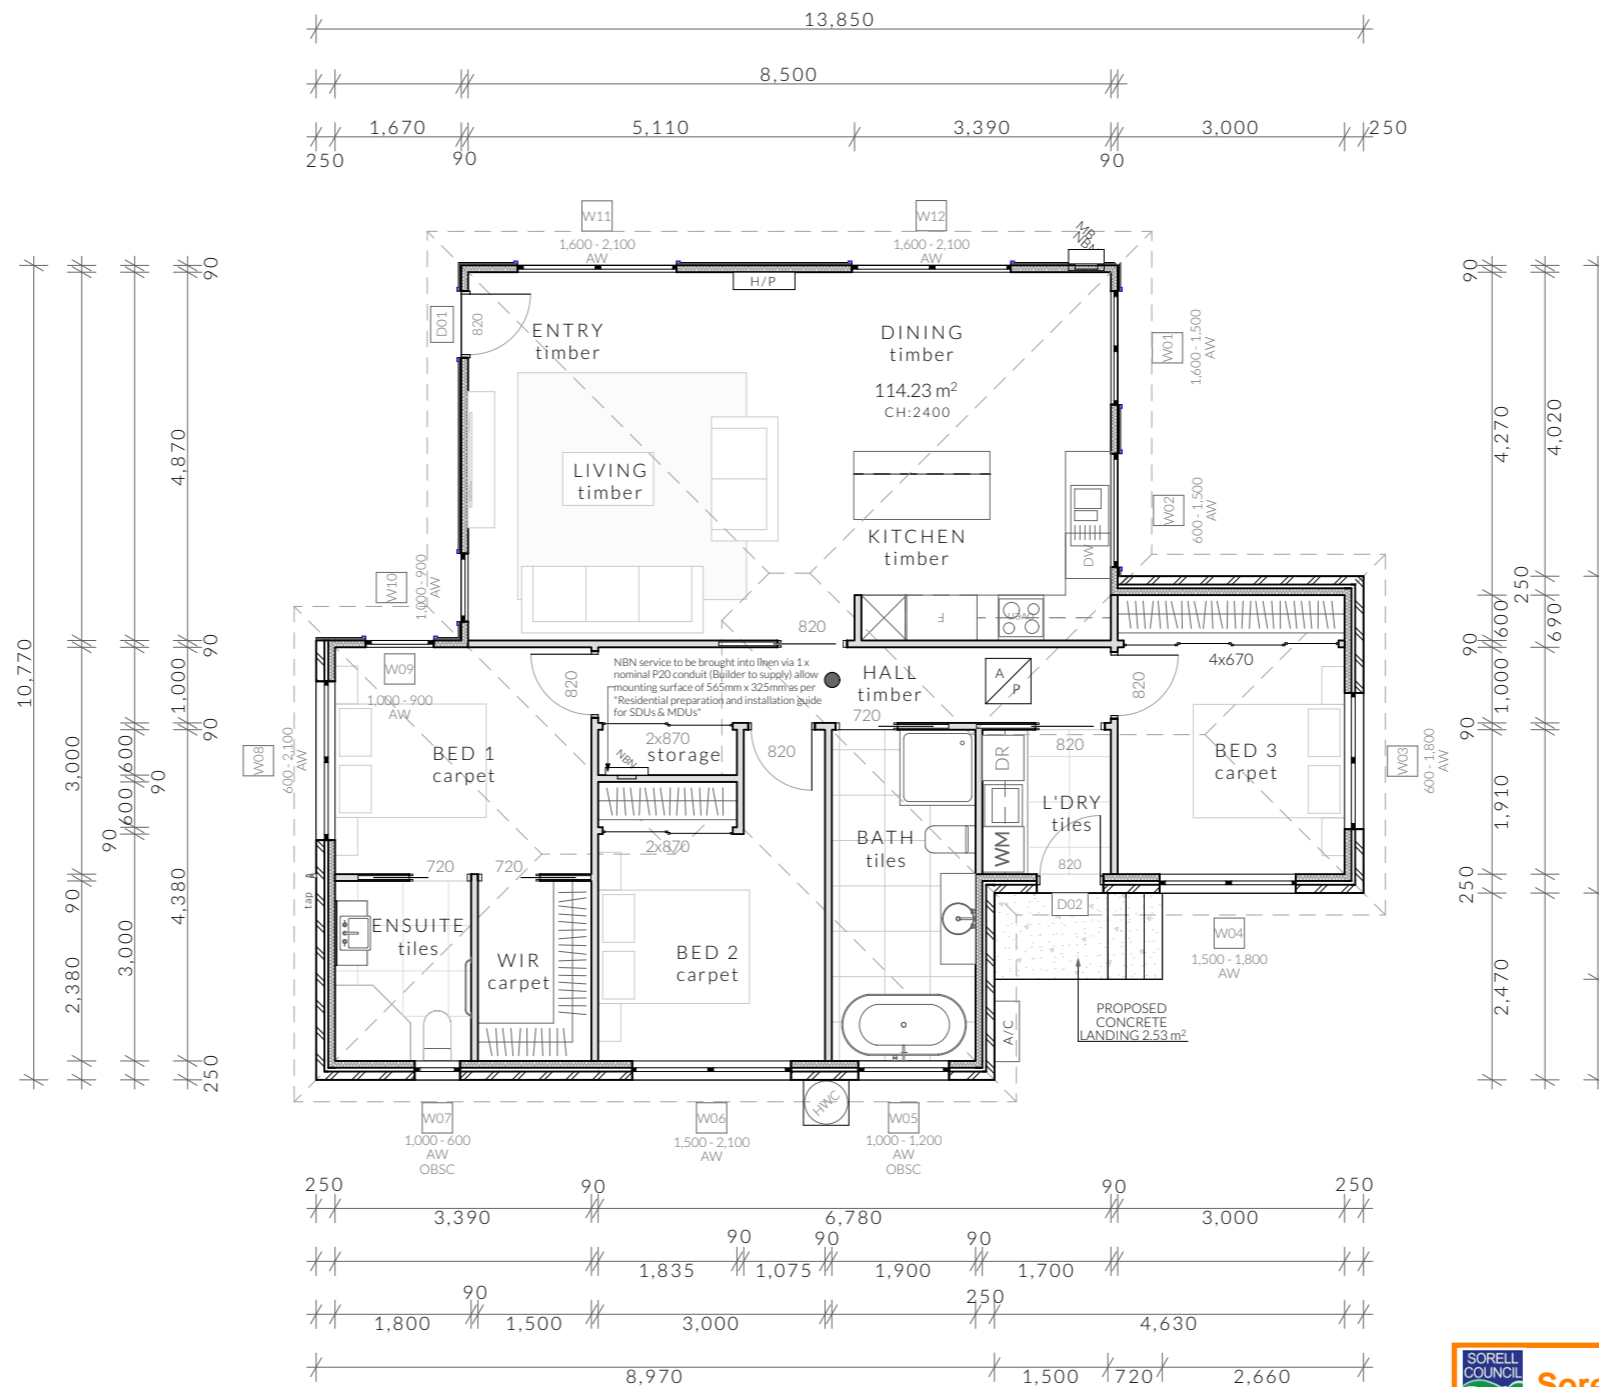 13,850
8,500
1,670
5,110
3,390
3,000
250
250
90
90
W11
1,600 - 2,100
AW
W12
1,600 - 2,100
AW
MB
NBN
H/P
D01
820
ENTRY
timber
DINING
timber
114.23 m²
CH:2400
W01
1,600 - 1,500
AW
LIVING
timber
W02
600 - 1,500
AW
KITCHEN
timber
DW
F
W10
1,000 - 900
AW
820
NBN service to be brought into linen via 1 x
nominal P20 conduit (Builder to supply) allow
mounting surface of 565mm x 325mm as per
"Residential preparation and installation guide
for SDUs & MDUs"
HALL
timber
A
P
4x670
820
820
W09
1,000 - 900
AW
720
820
2x870
storage
NBN
820
BED 1
carpet
W08
600 - 2,100
AW
DR
L'DRY
tiles
WM
820
BED 3
carpet
W03
600 - 1,800
AW
BATH
tiles
2x870
720
720
tap
ENSUITE
tiles
WIR
carpet
BED 2
carpet
D02
W04
1,500 - 1,800
AW
A/C
PROPOSED
CONCRETE
LANDING 2.53 m²
HWC
W07
1,000 - 600
AW
OBSC
W06
1,500 - 2,100
AW
W05
1,000 - 1,200
AW
OBSC
10,770
3,000
90
2,380
600
600
90
90
3,000
90
4,870
90
1,000
90
4,380
250
90
4,270
600
90
1,000
90
1,910
250
2,470
4,020
250
690
250
90
90
250
3,390
6,780
3,000
90
90
90
1,835
1,075
1,900
1,700
90
250
1,800
1,500
3,000
4,630
8,970
1,500
720
2,660
SORELL
COUNCIL